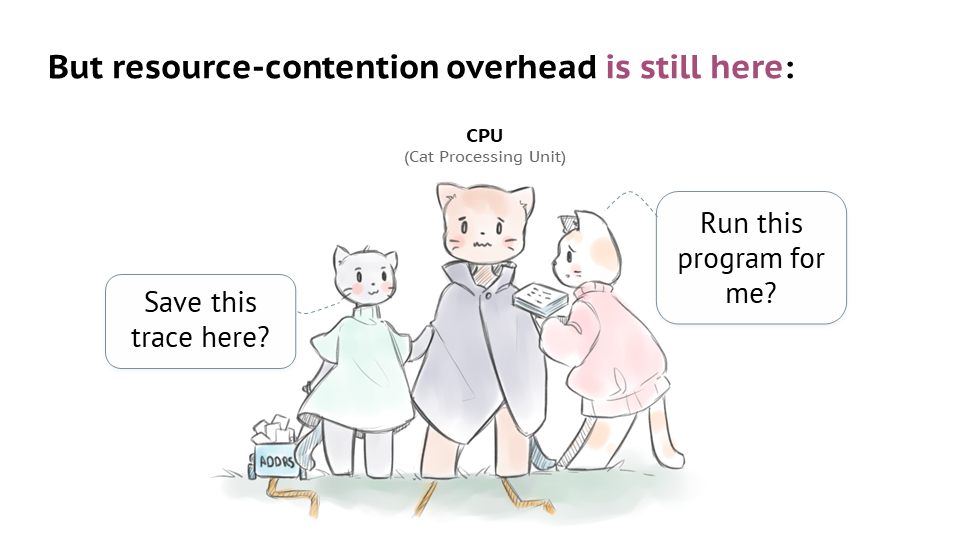 But resource-contention overhead is still here:
CPU
(Cat Processing Unit)
Run this
program for
me?
Save this
trace here?
ADDRS